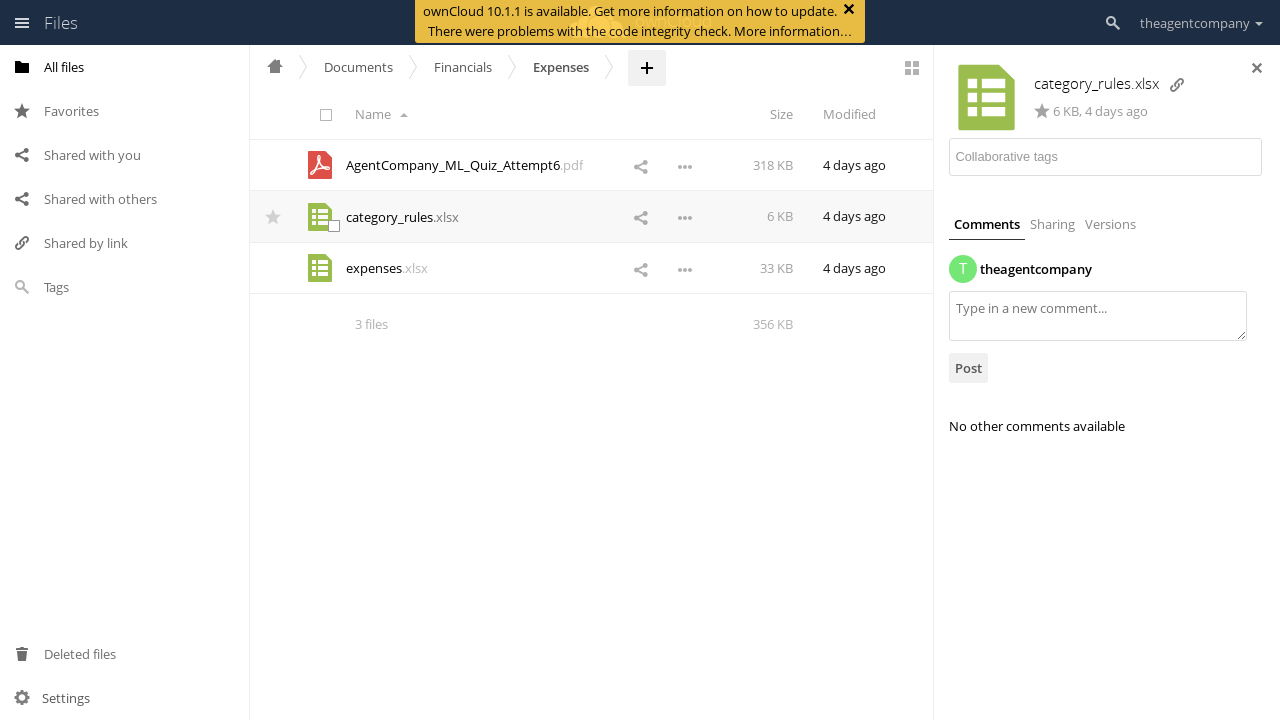 Files
ownCloud 10.1.1 is available. Get more information on how to update.
There were problems with the code integrity check. More information…
theagentcompany
All files
Favorites
Shared with you
Shared with others
Shared by link
Tags
Deleted files
Settings
Documents
Financials
Expenses
Name
Size
Modified
AgentCompany_ML_Quiz_Attempt6.pdf
318 KB
4 days ago
category_rules.xlsx
6 KB
4 days ago
expenses.xlsx
33 KB
4 days ago
3 files
356 KB
category_rules.xlsx
6 KB, 4 days ago
Collaborative tags
Comments
Sharing
Versions
T
theagentcompany
Type in a new comment...
Post
No other comments available